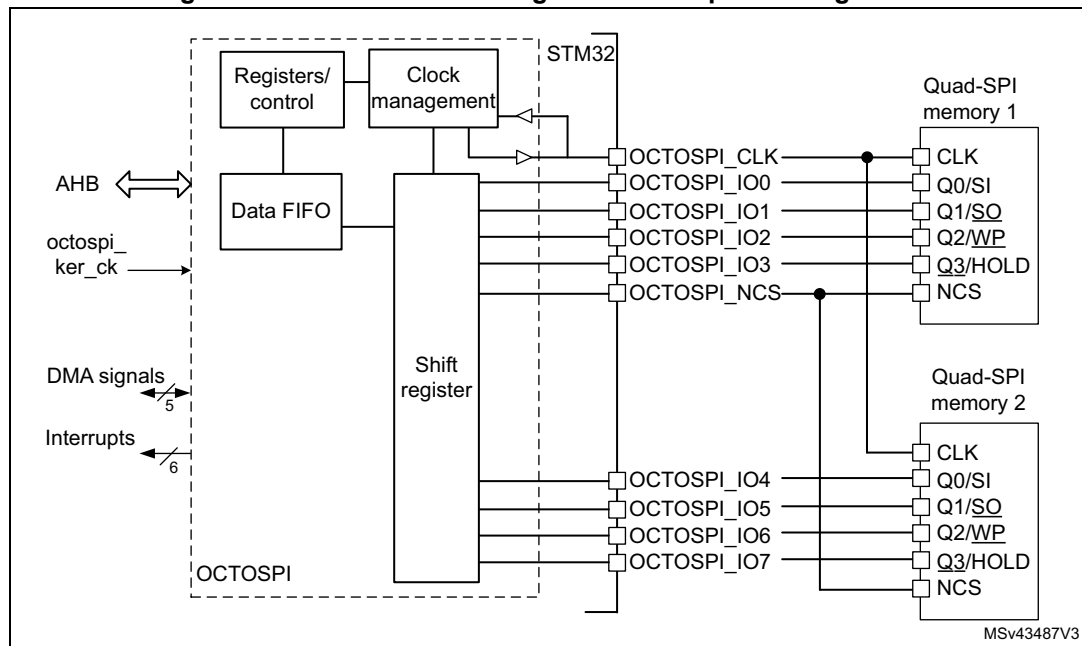 STM32
Registers/
control
Clock
management
AHB
Data FIFO
octospi_
ker_ck
DMA signals
5
Interrupts
6
Shift
register
OCTOSPI
OCTOSPI_CLK
OCTOSPI_IO0
OCTOSPI_IO1
OCTOSPI_IO2
OCTOSPI_IO3
OCTOSPI_NCS
OCTOSPI_IO4
OCTOSPI_IO5
OCTOSPI_IO6
OCTOSPI_IO7
Quad-SPI
memory 1
CLK
Q0/SI
Q1/SO
Q2/WP
Q3/HOLD
NCS
Quad-SPI
memory 2
CLK
Q0/SI
Q1/SO
Q2/WP
Q3/HOLD
NCS
MSv43487V3